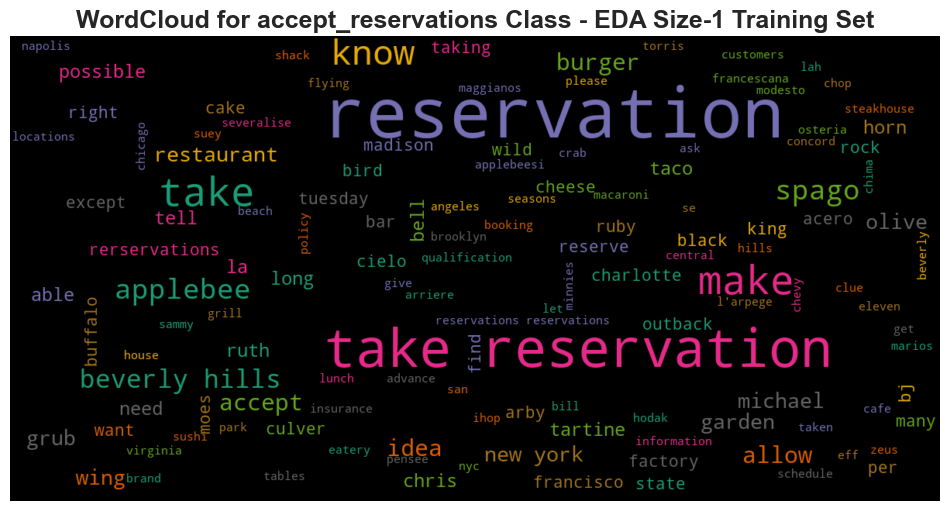 WordCloud for accept_reservations Class - EDA Size-1 Training Set
napolis
shack
know
taking
torris
customers
possible
flying
maggianos
burger
please
francescana
lah
modesto
chop
right
cake
severalise
reservation
steakhouse
locations
chicago
suey
madison
wild
crab
ask
osteria
horn
concord
rock
restaurant
applebeesi
bird
taco
chima
take
tuesday
cheese
macaroni
spago
except
beach
seasons
angeles
bell
tell
policy
bar
booking
ruby
se
king
acero
olive
brooklyn
black
hills
rerservations
reserve
central
beverly
la
cielo
qualification
long
charlotte
make
clue
able
applebee
give
arriere
minnies
chevy
l'arpege
eleven
buffalo
grill
let
sammy
reservations reservations
outback
get
house
ruth
take reservation
find
marios
beverly hills
lunch
advance
san
bj
cafe
need
moes
accept
insurance
arby
bill
hodak
michael
taken
many
park
ihop
garden
grub
want
sushi
culver
tartine
information
virginia
eatery
idea
pensee
new york
factory
allow
eff
zeus
per
wing
brand
tables
chris
nyc
francisco
state
schedule